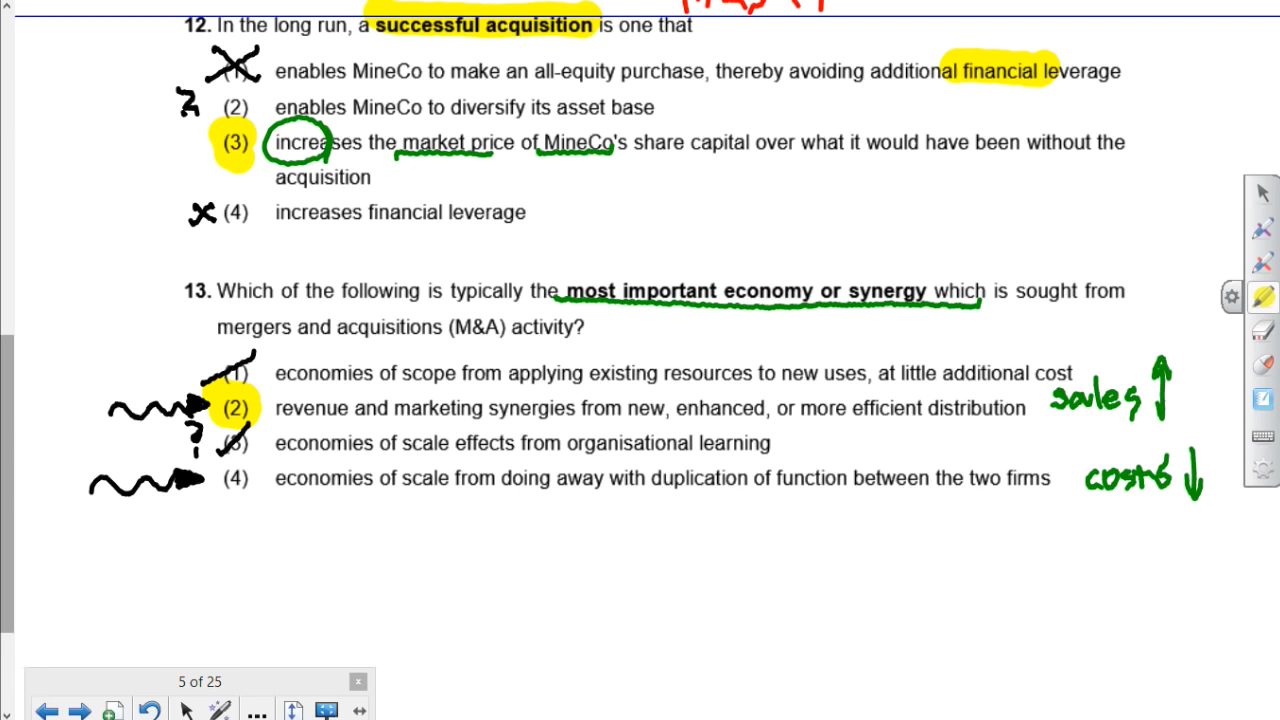 12. In the long run, a successful acquisition is one that
(1) enables MineCo to make an all-equity purchase, thereby avoiding additional financial leverage
? (2) enables MineCo to diversify its asset base
(3) increases the market price of MineCo's share capital over what it would have been without the
acquisition
x (4) increases financial leverage
13. Which of the following is typically the most important economy or synergy which is sought from
mergers and acquisitions (M&A) activity?
(1) economies of scope from applying existing resources to new uses, at little additional cost
(2) revenue and marketing synergies from new, enhanced, or more efficient distribution sales ↑
? (3) economies of scale effects from organisational learning
(4) economies of scale from doing away with duplication of function between the two firms costs ↓
5 of 25